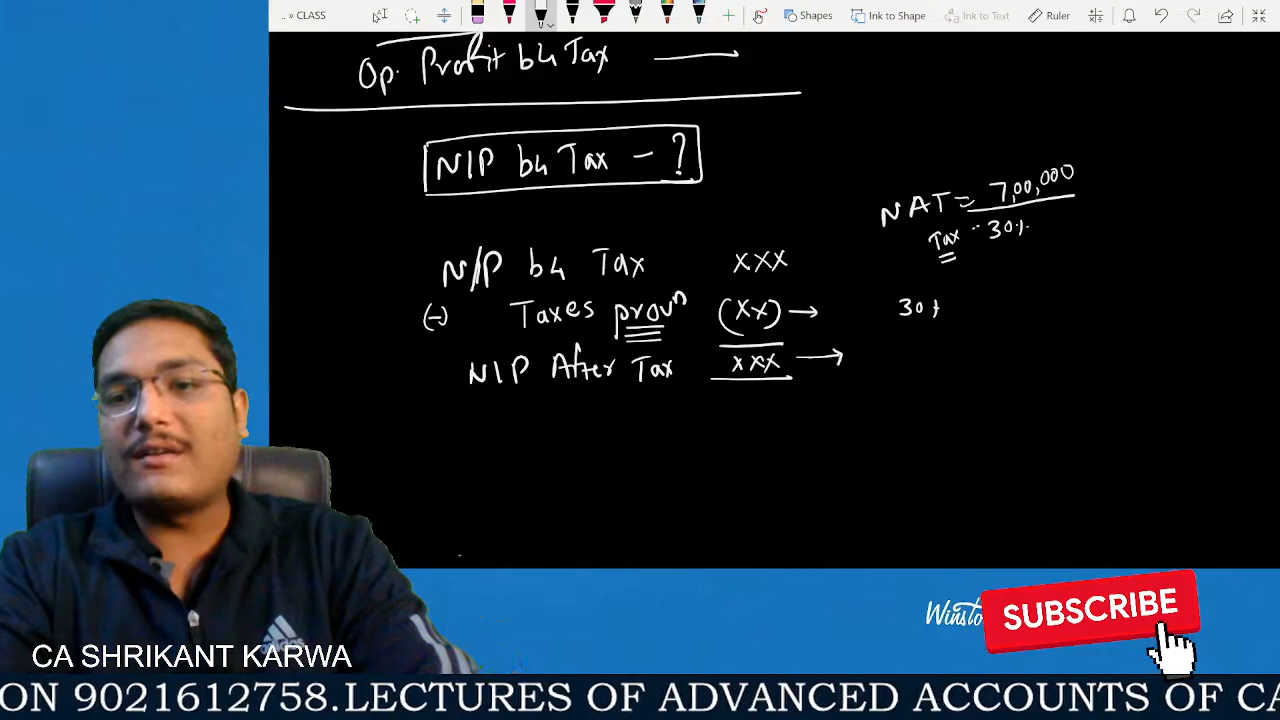 .. » CLASS
Shapes
Ink to Shape
Ink to Text
Ruler
Op. Profit b4 Tax
N/P b4 Tax - ?
NAT = 7,00,000
Tax - 30%
N/P b4 Tax xxx
(-) Taxes provn (xx)
30%
N/P After Tax xxx
Winsto
SUBSCRIBE
CA SHRIKANT KARWA
adidas
ON 9021612758.LECTURES OF ADVANCED ACCOUNTS OF CA